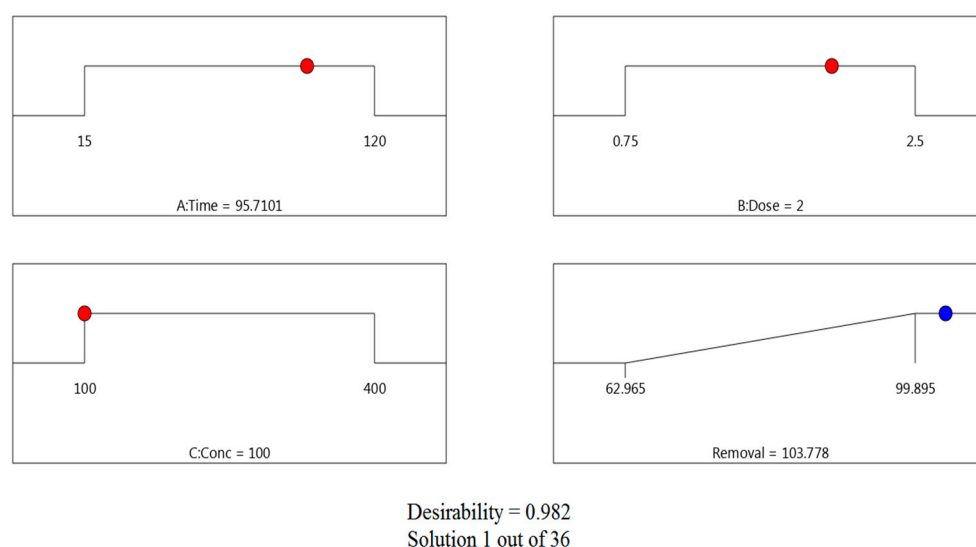 15
120
A:Time = 95.7101
0.75
2.5
B:Dose = 2
100
400
C:Conc = 100
62.965
99.895
Removal = 103.778
Desirability = 0.982
Solution 1 out of 36